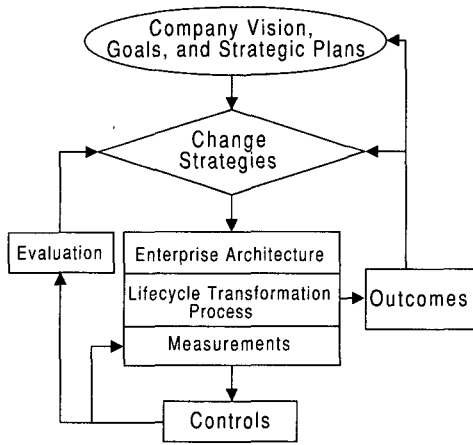 Company Vision,
Goals, and Strategic Plans
Change
Strategies
Evaluation
Enterprise Architecture
Lifecycle Transformation
Process
Outcomes
Measurements
Controls